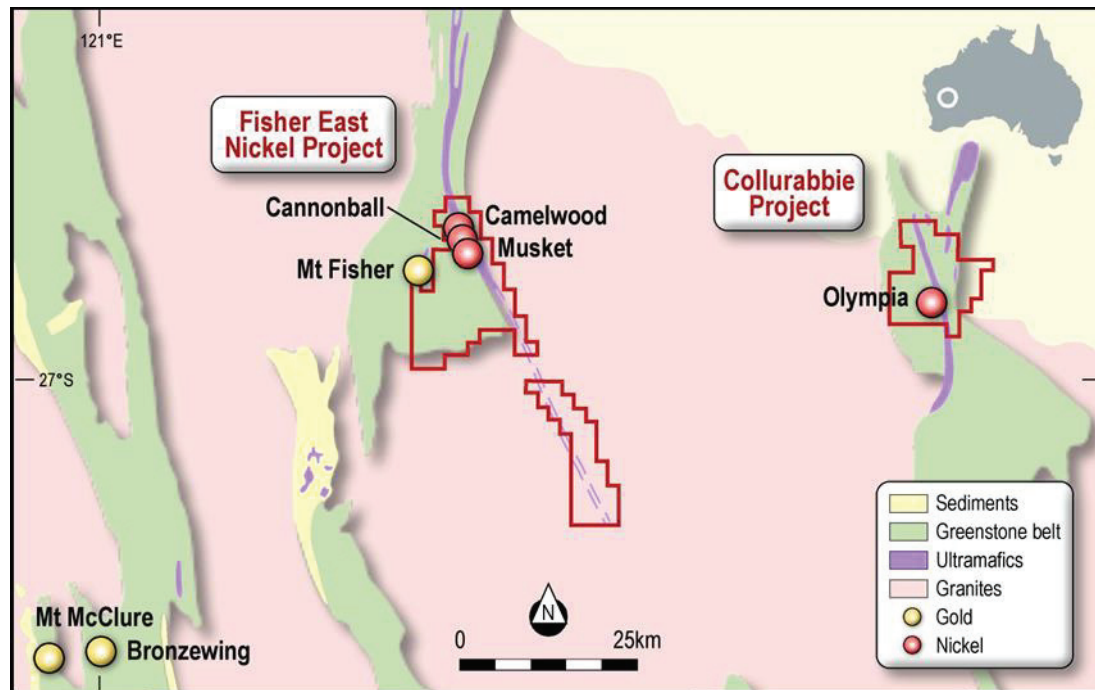 121°E
Fisher East
Nickel Project
Cannonball
Camelwood
Musket
Mt Fisher
Collurabbie
Project
Olympia
27°S
Mt McClure
Bronzewing
N
0 25km
Sediments
Greenstone belt
Ultramafics
Granites
Gold
Nickel